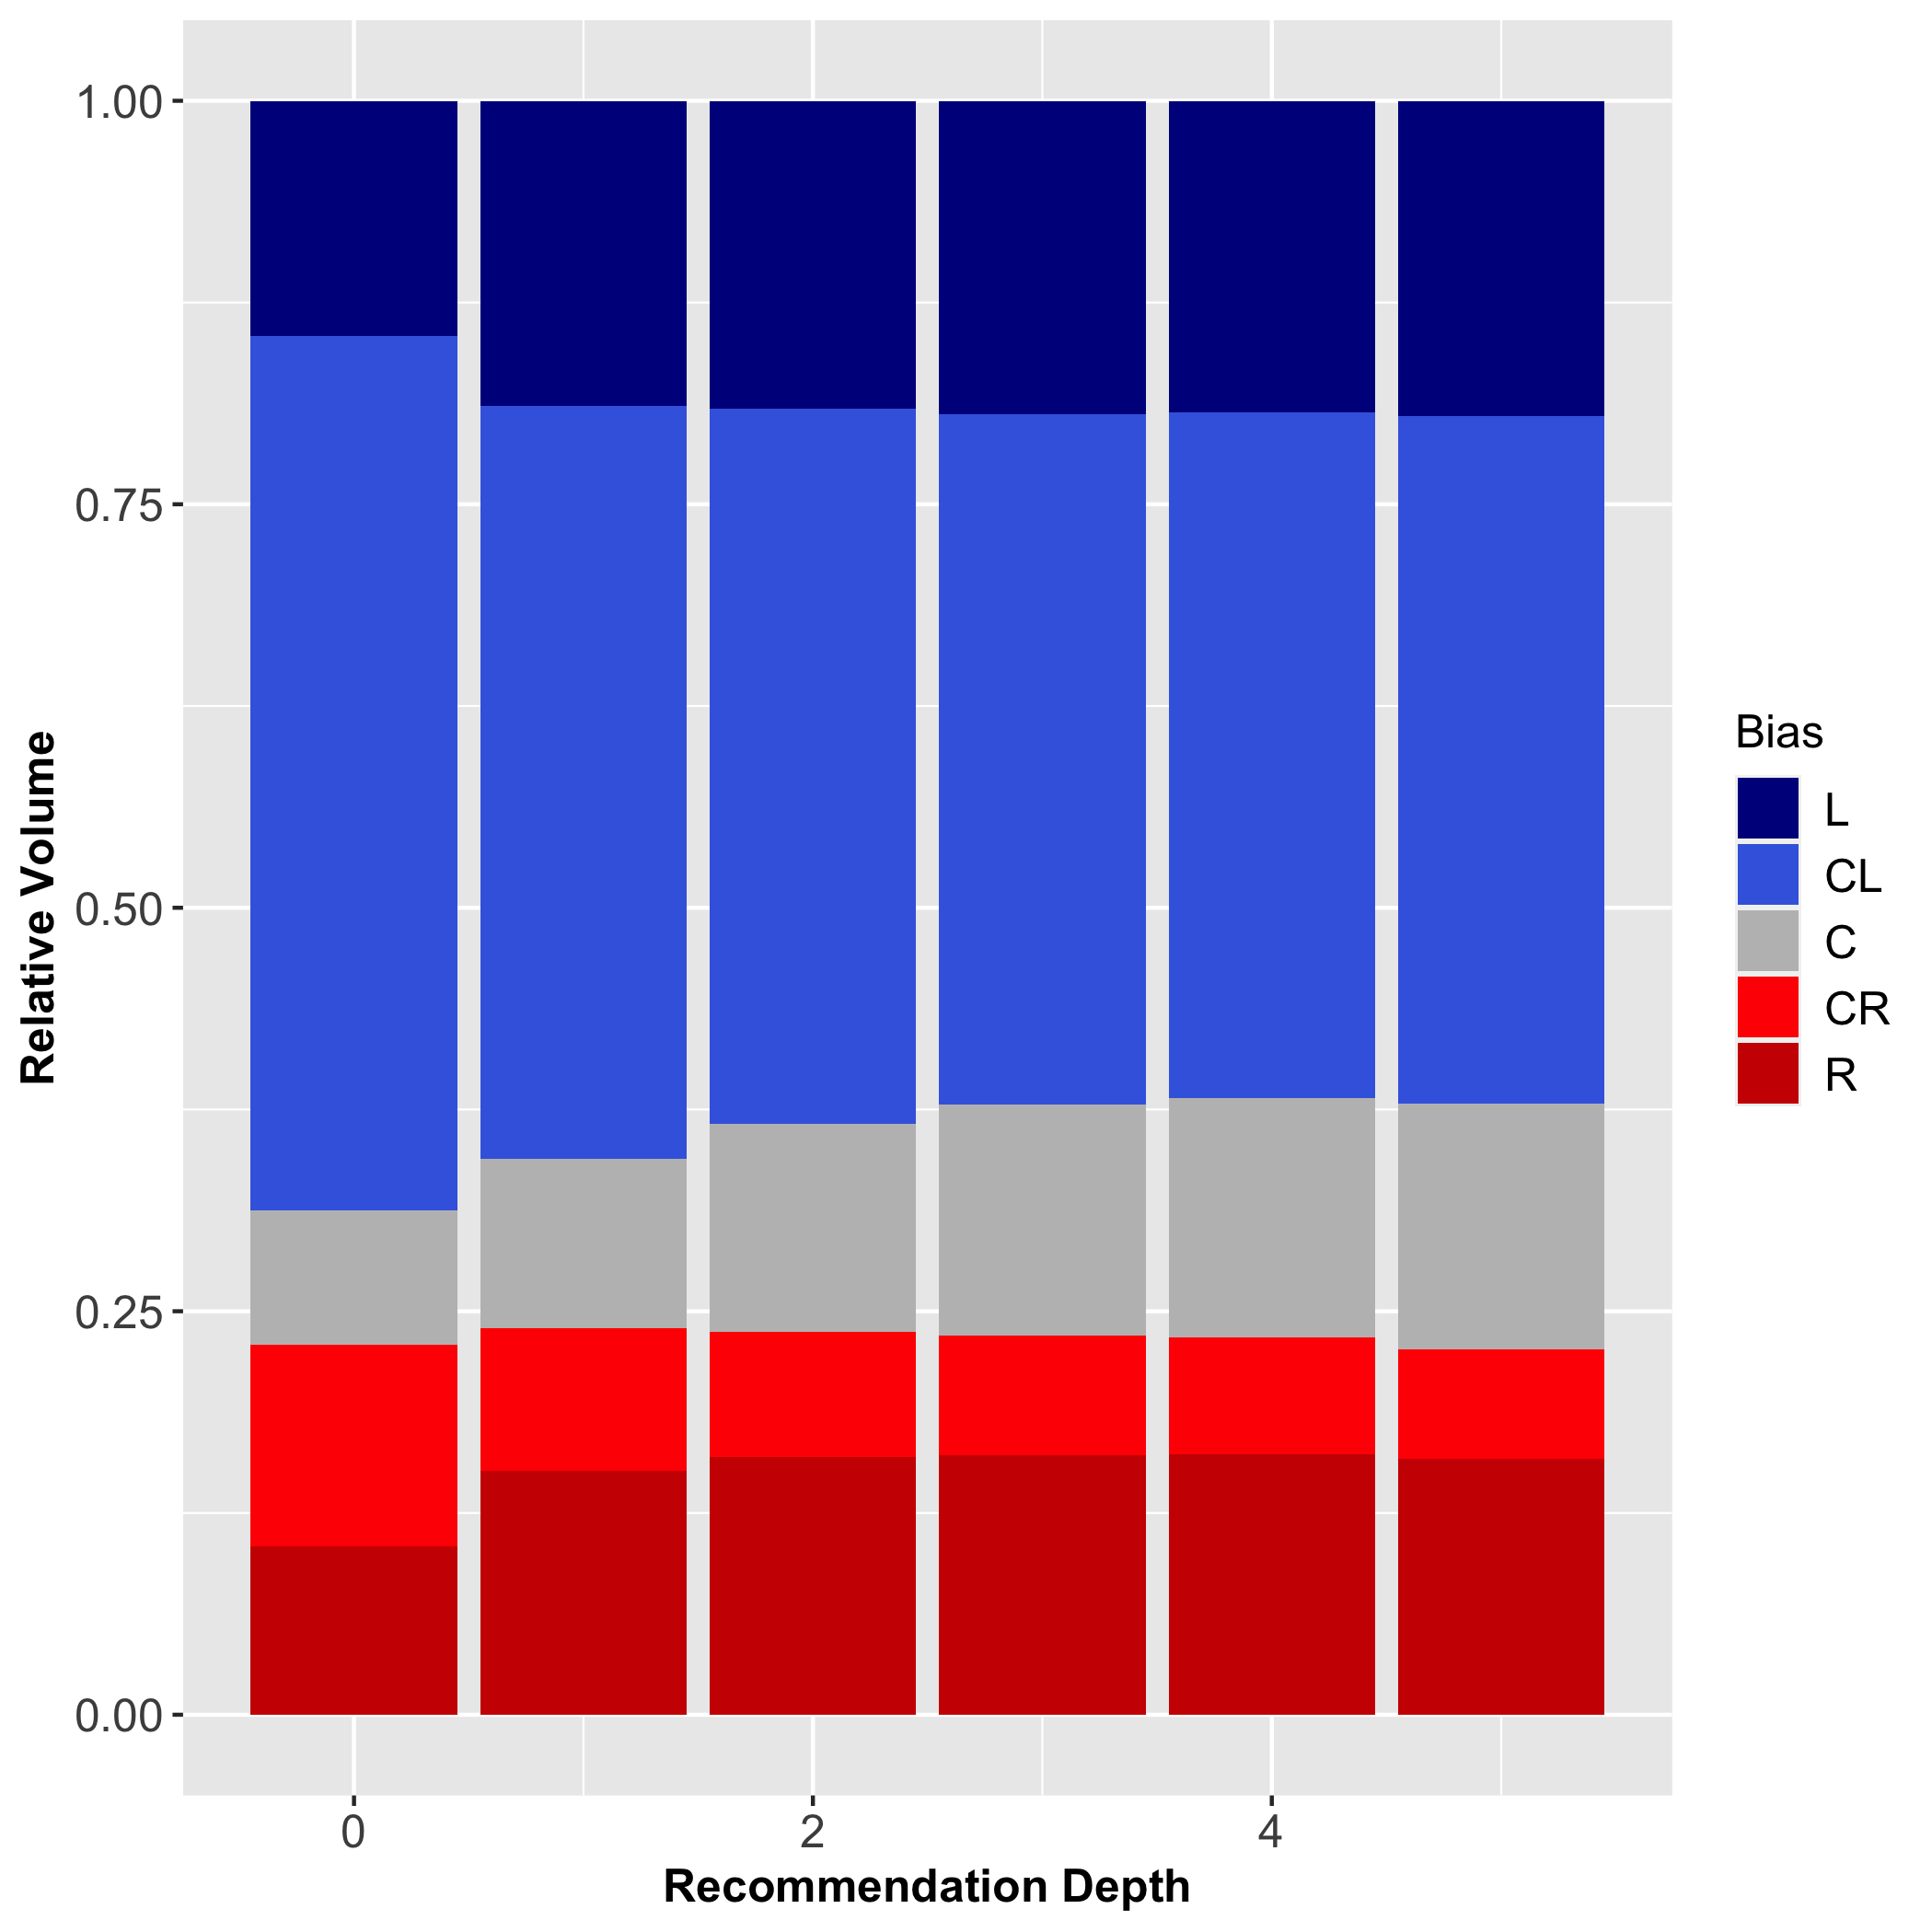 1.00
0.75
0.50
0.25
0.00
Relative Volume
0 2 4
Recommendation Depth
Bias
L
CL
C
CR
R